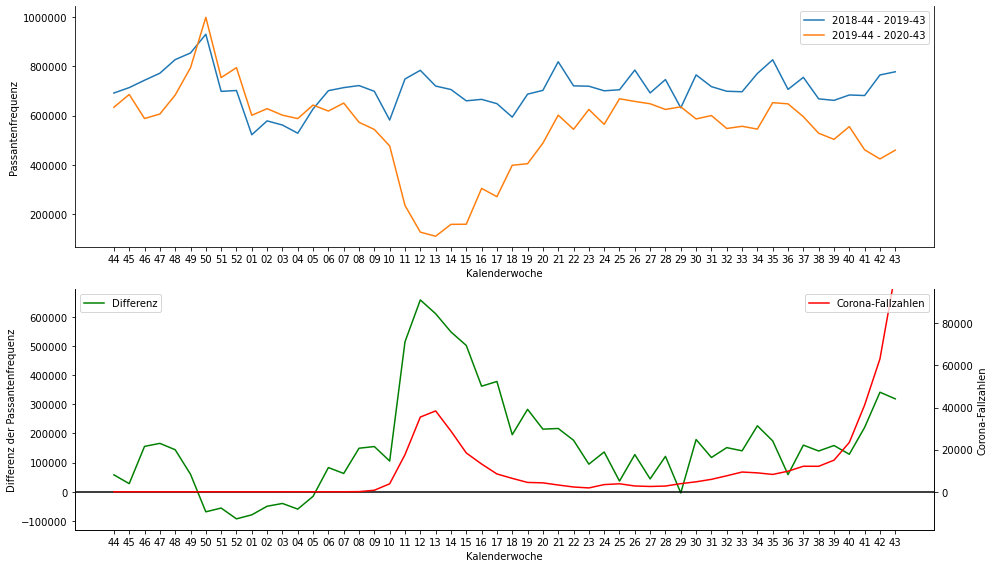 1000000
800000
600000
400000
200000
Passantenfrequenz
2018-44 - 2019-43
2019-44 - 2020-43
44 45 46 47 48 49 50 51 52 01 02 03 04 05 06 07 08 09 10 11 12 13 14 15 16 17 18 19 20 21 22 23 24 25 26 27 28 29 30 31 32 33 34 35 36 37 38 39 40 41 42 43
Kalenderwoche
Differenz
Corona-Fallzahlen
600000
500000
400000
300000
200000
100000
0
−100000
Differenz der Passantenfrequenz
80000
60000
40000
20000
0
Corona-Fallzahlen
44 45 46 47 48 49 50 51 52 01 02 03 04 05 06 07 08 09 10 11 12 13 14 15 16 17 18 19 20 21 22 23 24 25 26 27 28 29 30 31 32 33 34 35 36 37 38 39 40 41 42 43
Kalenderwoche